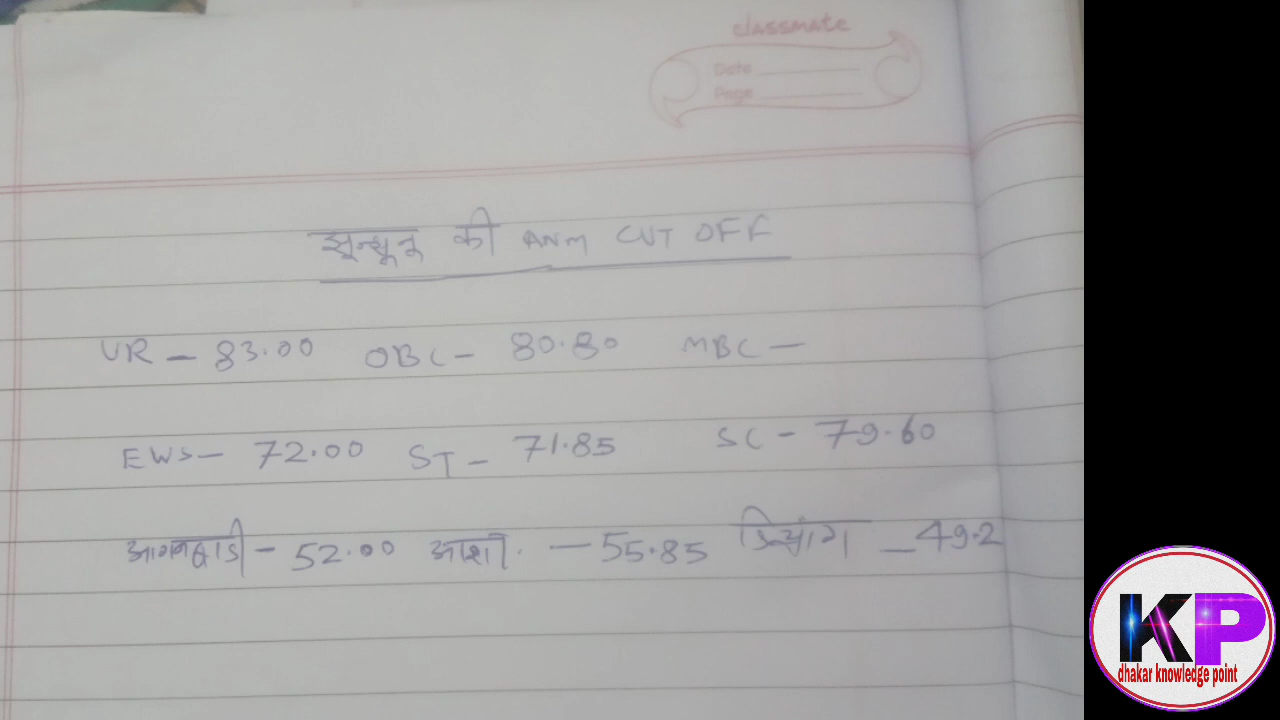 classmate
Date
Page
झुन्झुनू की ANM CUT OFF
UR - 83.00 OBC - 80.80 MBC -
EWS - 72.00 ST - 71.85 SC - 79.60
आगनबाडी - 52.00 आशा - 55.85 - 49.2
KP
dhakar knowledge point